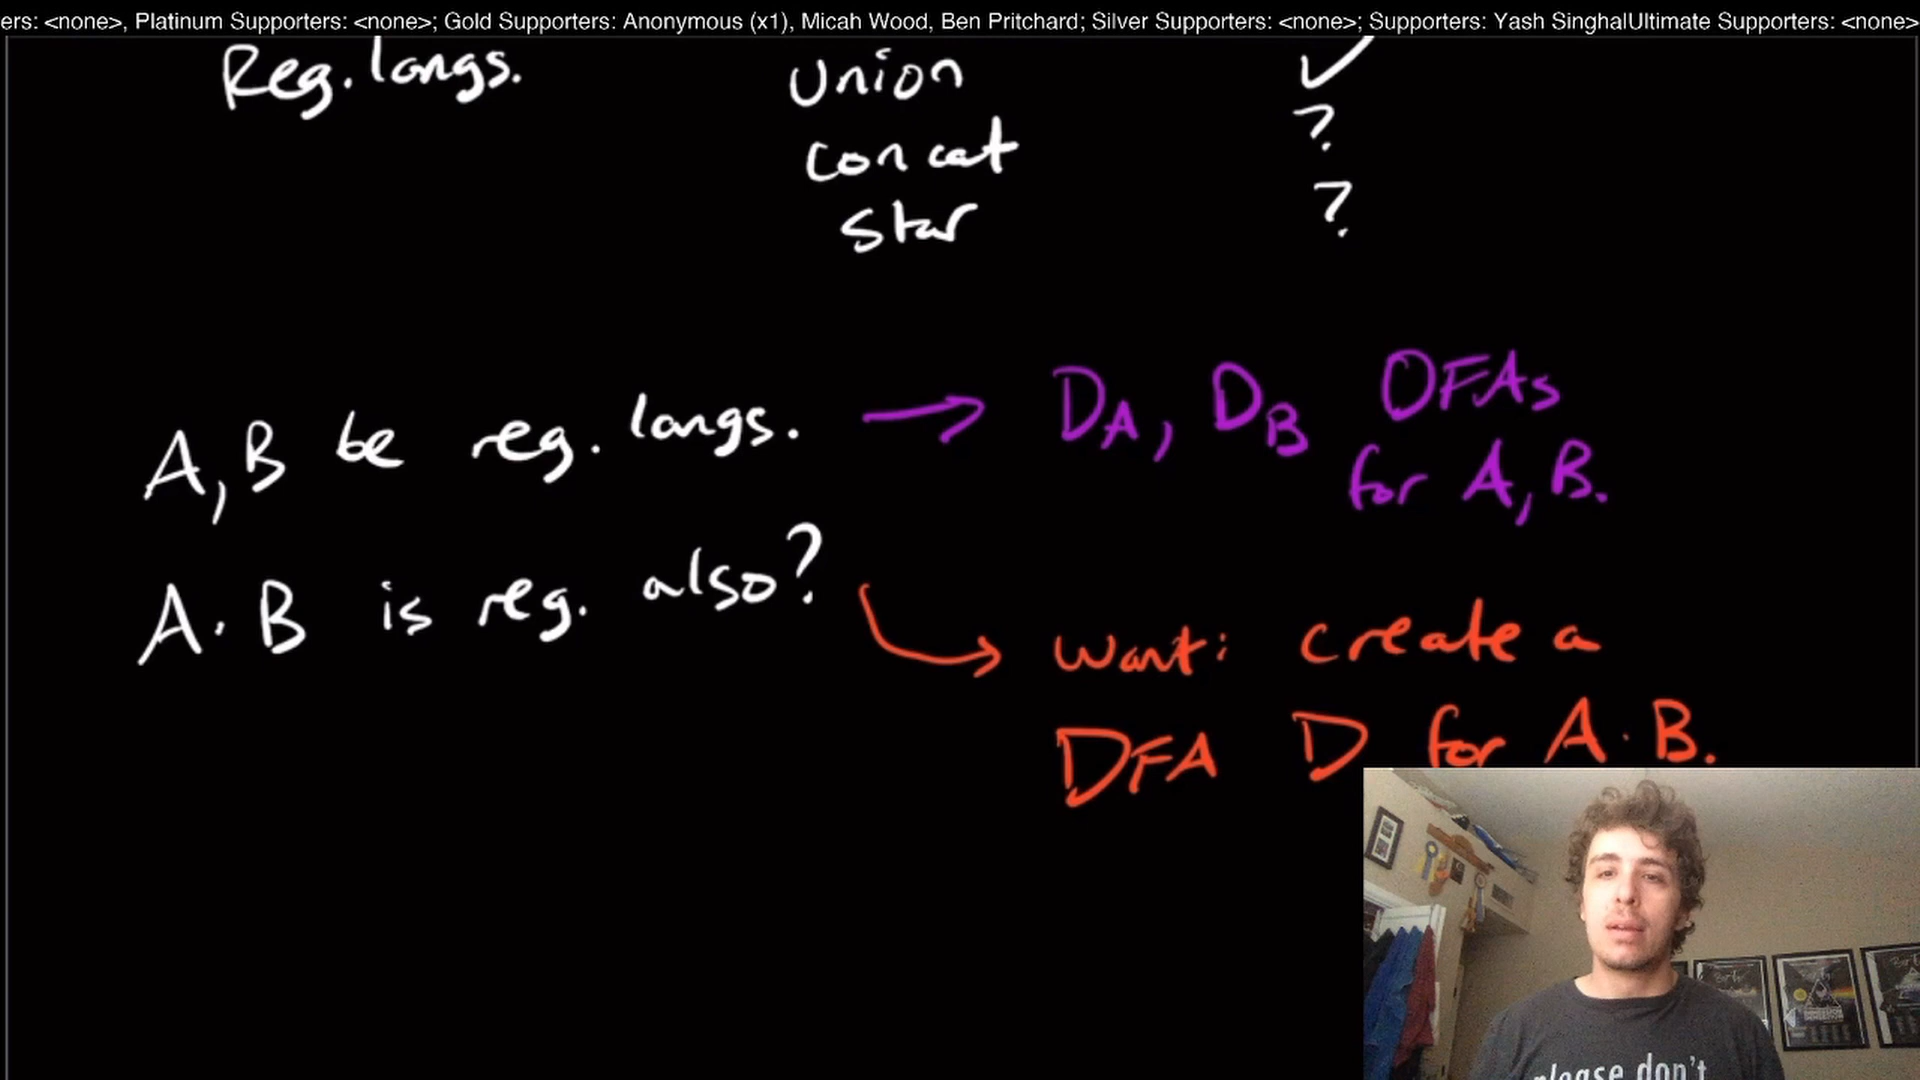 ers: <none>, Platinum Supporters: <none>; Gold Supporters: Anonymous (x1), Micah Wood, Ben Pritchard; Silver Supporters: <none>; Supporters: Yash SinghalUltimate Supporters: <none>
Reg. langs. Union ✓
concat ?
star ?
A, B be reg. langs. → DA, DB DFAs
for A, B.
A · B is reg. also?
→ Want: create a
DFA D for A · B.
please don't